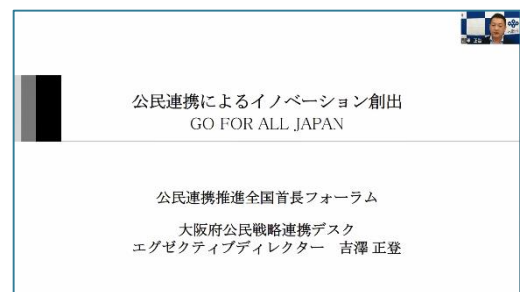 公民連携によるイノベーション創出
GO FOR ALL JAPAN
公民連携推進全国首長フォーラム
大阪府公民戦略連携デスク
エグゼクティブディレクター　吉澤 正登